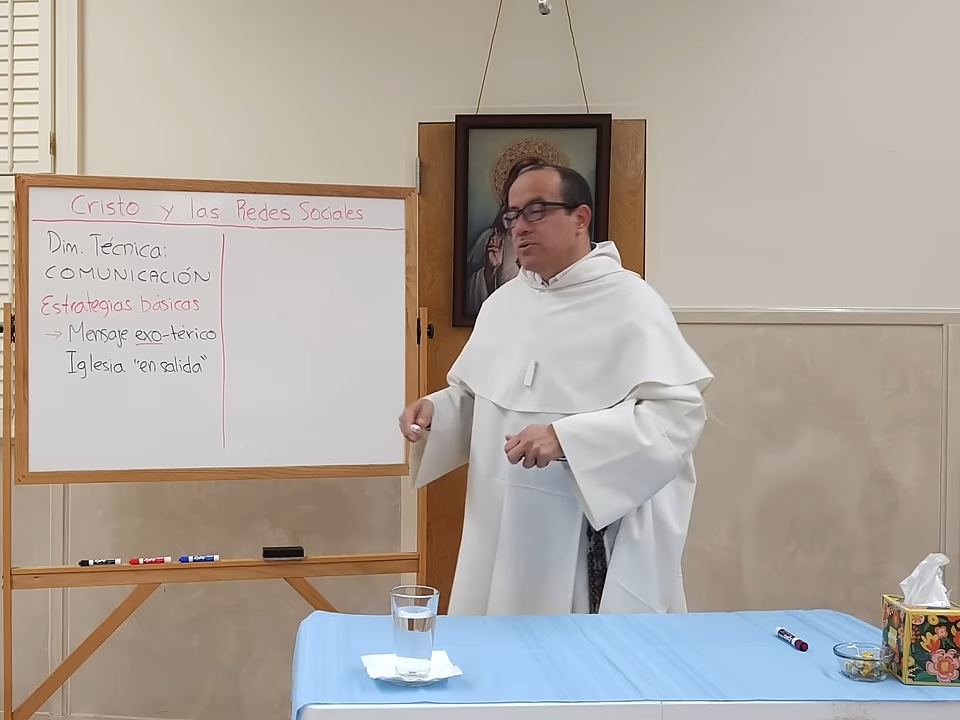 Cristo y las Redes Sociales
Dim. Técnica:
COMUNICACIÓN
Estrategias básicas
→ Mensaje exo-térico
Iglesia "en salida"